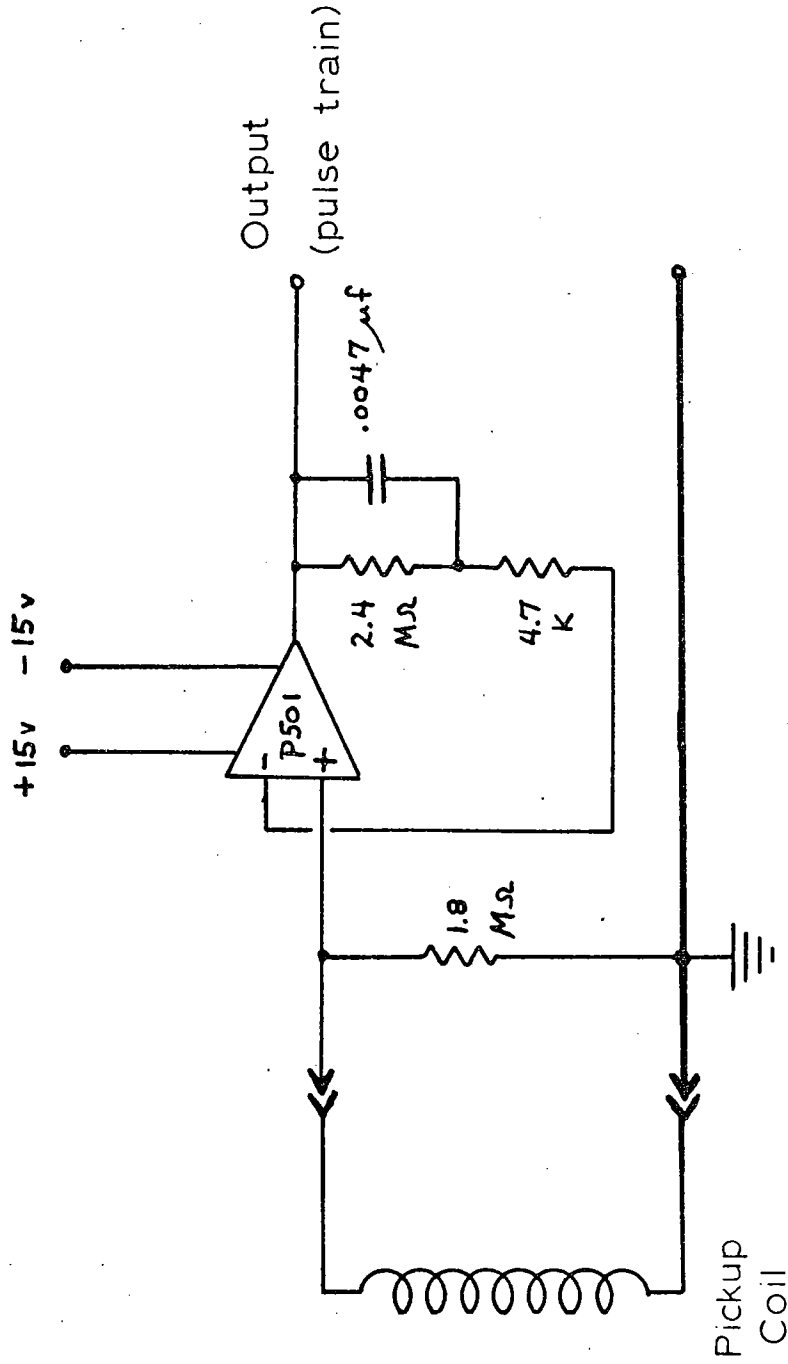 +15v
-15v
P501
-
+
Output
(pulse train)
.0047 µf
2.4
MΩ
4.7
K
1.8
MΩ
Pickup
Coil